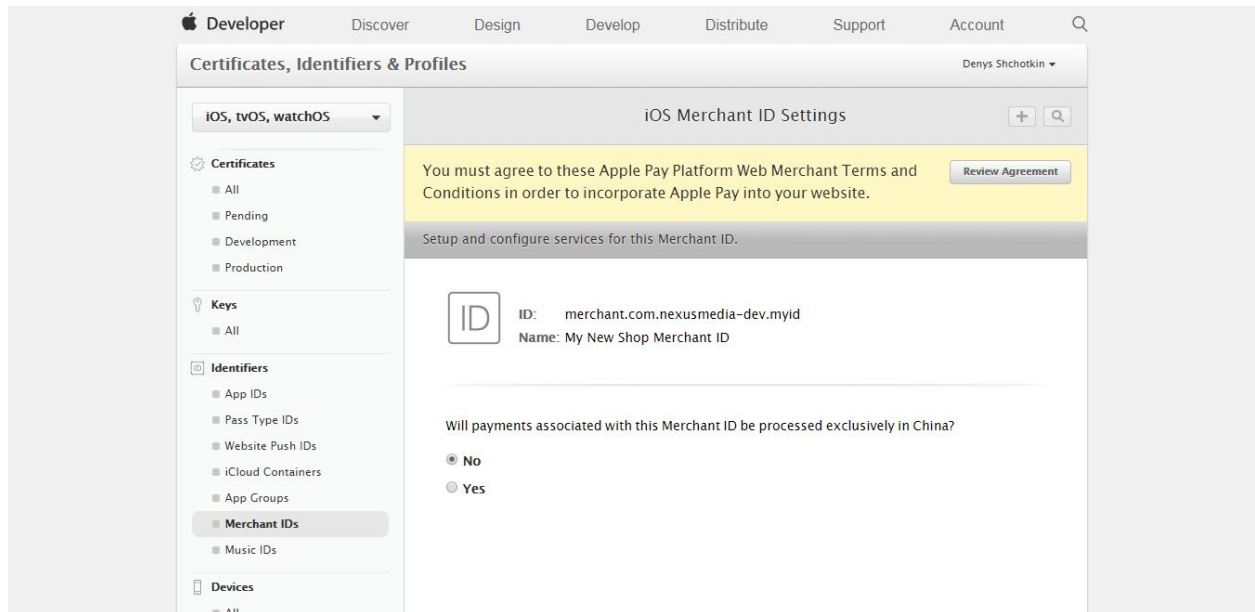 Developer Discover Design Develop Distribute Support Account
Certificates, Identifiers & Profiles
Denys Shchotkin
iOS, tvOS, watchOS
Certificates
All
Pending
Development
Production
Keys
All
Identifiers
App IDs
Pass Type IDs
Website Push IDs
iCloud Containers
App Groups
Merchant IDs
Music IDs
Devices
All
iOS Merchant ID Settings
You must agree to these Apple Pay Platform Web Merchant Terms and
Conditions in order to incorporate Apple Pay into your website.
Review Agreement
Setup and configure services for this Merchant ID.
ID
ID: merchant.com.nexusmedia-dev.myid
Name: My New Shop Merchant ID
Will payments associated with this Merchant ID be processed exclusively in China?
No
Yes